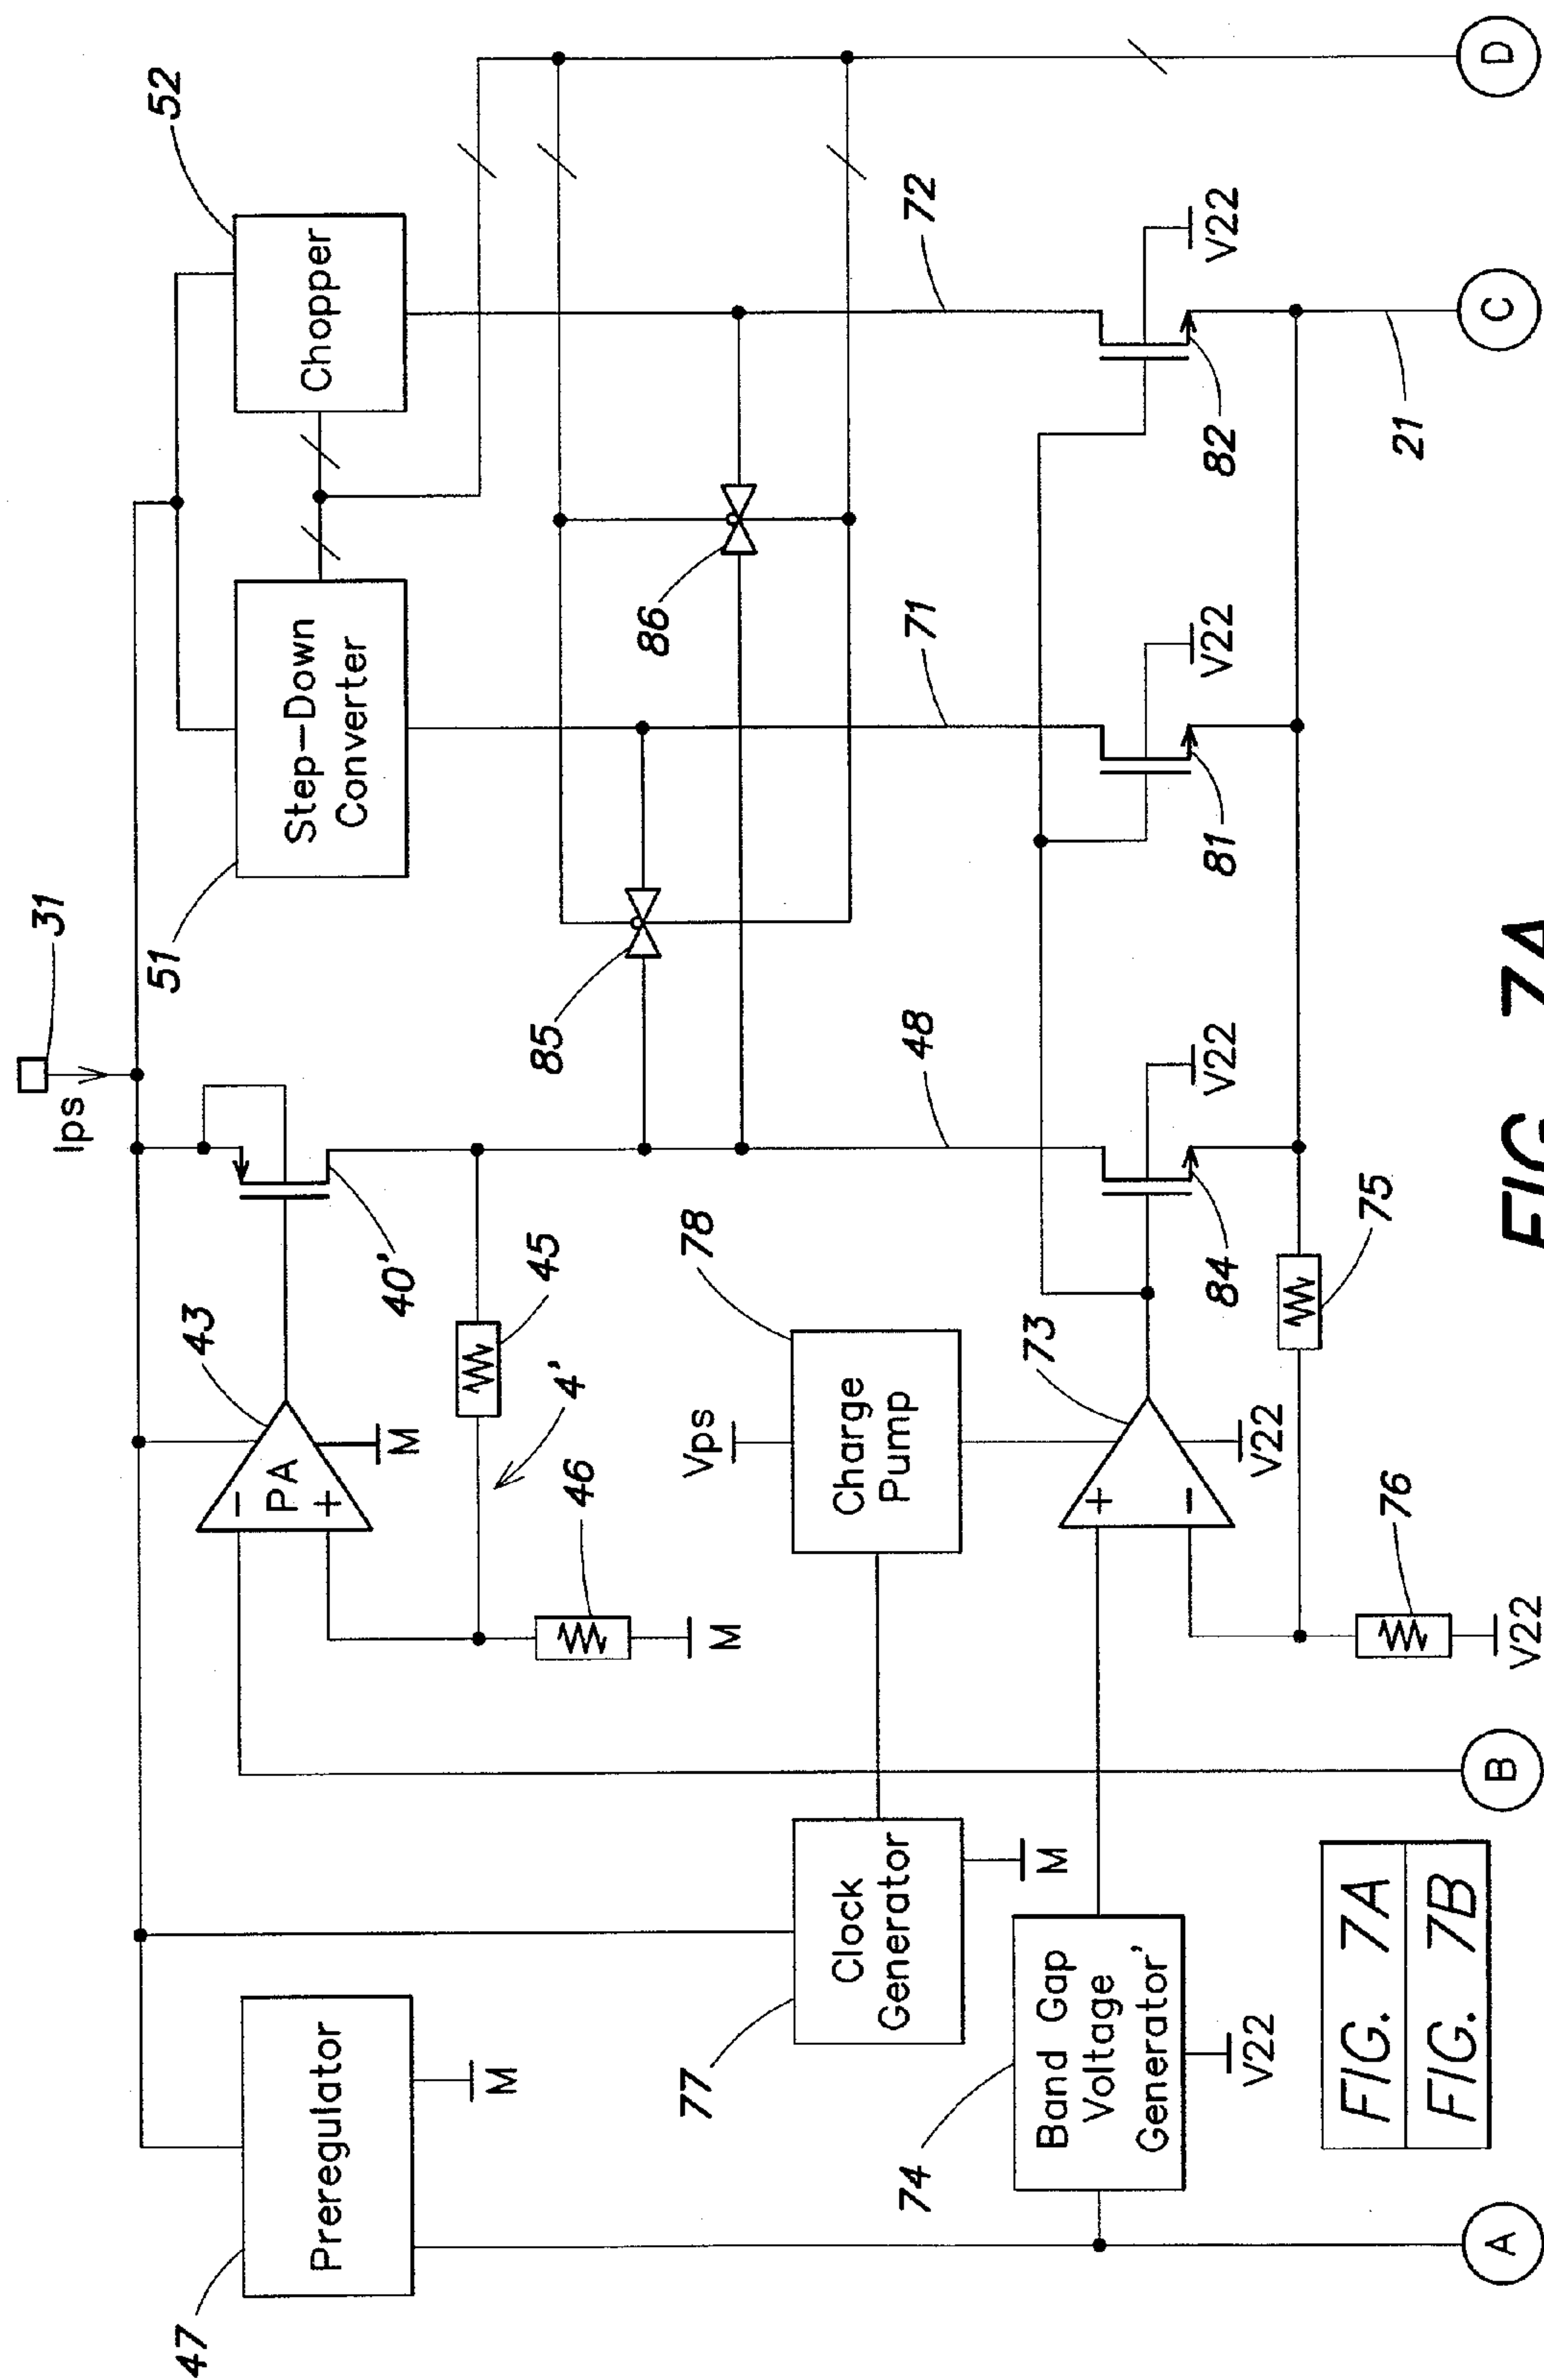 31
Ips
52
Chopper
Step-Down
Converter
51
43
PA
-
+
M
40'
45
4'
46
M
Preregulator
M
47
85
86
72
71
48
78
Vps
Charge
Pump
Clock
Generator
M
77
73
+
-
V22
84
V22
81
V22
82
V22
75
76
V22
Band Gap
Voltage
Generator'
74
V22
21
A
B
C
D
FIG. 7A
FIG. 7B
FIG. 7A